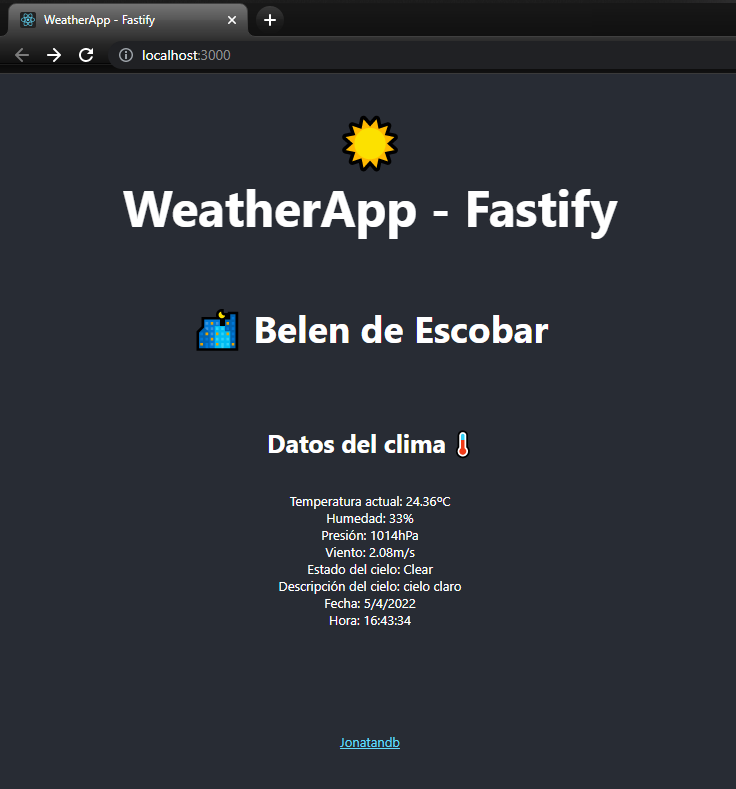 WeatherApp - Fastify
localhost:3000
WeatherApp - Fastify
Belen de Escobar
Datos del clima
Temperatura actual: 24.36ºC
Humedad: 33%
Presión: 1014hPa
Viento: 2.08m/s
Estado del cielo: Clear
Descripción del cielo: cielo claro
Fecha: 5/4/2022
Hora: 16:43:34
Jonatandb